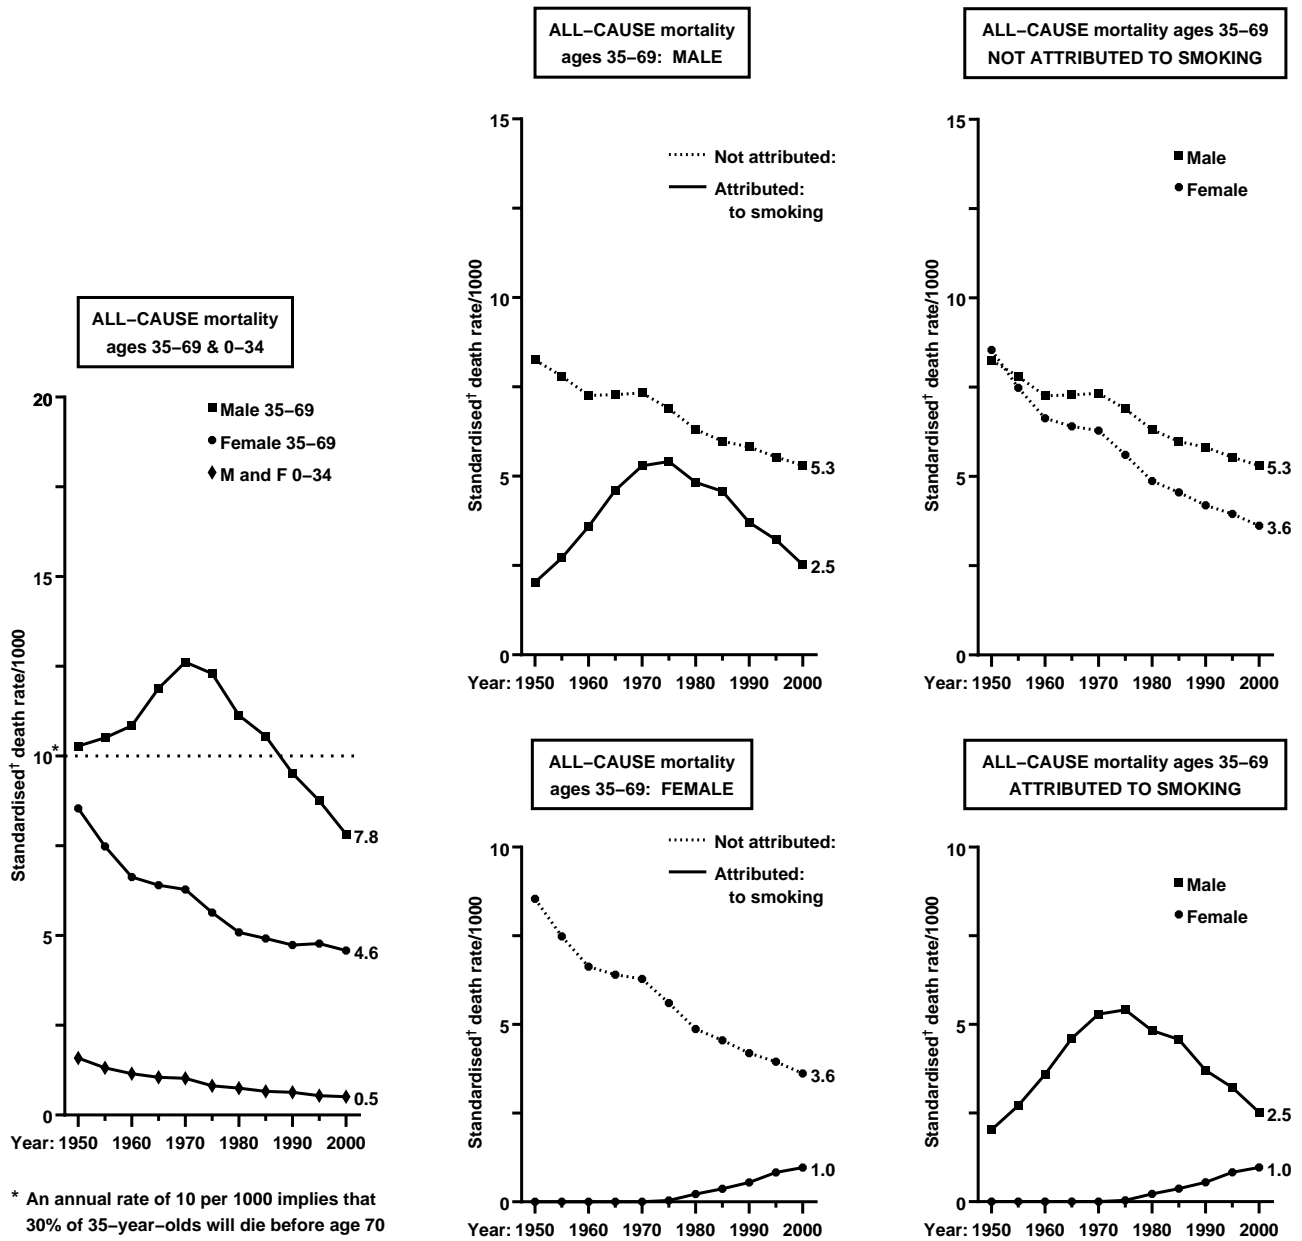 ALL–CAUSE mortality
ages 35–69 & 0–34
20
15
10*
5
0
Standardised† death rate/1000
Male 35–69
Female 35–69
M and F 0–34
7.8
4.6
0.5
Year: 1950 1960 1970 1980 1990 2000
* An annual rate of 10 per 1000 implies that
30% of 35–year–olds will die before age 70
ALL–CAUSE mortality
ages 35–69: MALE
15
10
5
0
Standardised† death rate/1000
Not attributed:
Attributed:
to smoking
5.3
2.5
Year: 1950 1960 1970 1980 1990 2000
ALL–CAUSE mortality ages 35–69
NOT ATTRIBUTED TO SMOKING
15
10
5
0
Standardised† death rate/1000
Male
Female
5.3
3.6
Year: 1950 1960 1970 1980 1990 2000
ALL–CAUSE mortality
ages 35–69: FEMALE
10
5
0
Standardised† death rate/1000
Not attributed:
Attributed:
to smoking
3.6
1.0
Year: 1950 1960 1970 1980 1990 2000
ALL–CAUSE mortality ages 35–69
ATTRIBUTED TO SMOKING
10
5
0
Standardised† death rate/1000
Male
Female
2.5
1.0
Year: 1950 1960 1970 1980 1990 2000